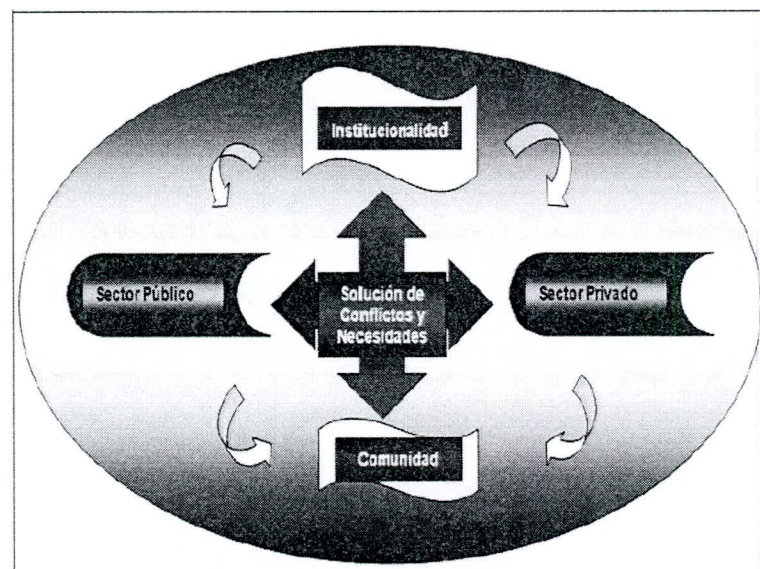 Institucionalidad
Sector Público
Solución de
Conflictos y
Necesidades
Sector Privado
Comunidad